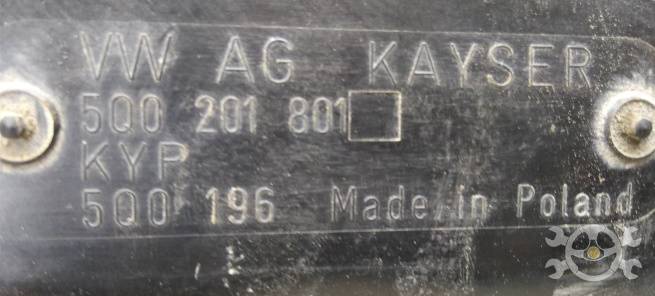 VW AG KAYSER
5Q0 201 801
KYP
5Q0 196 Made in Poland